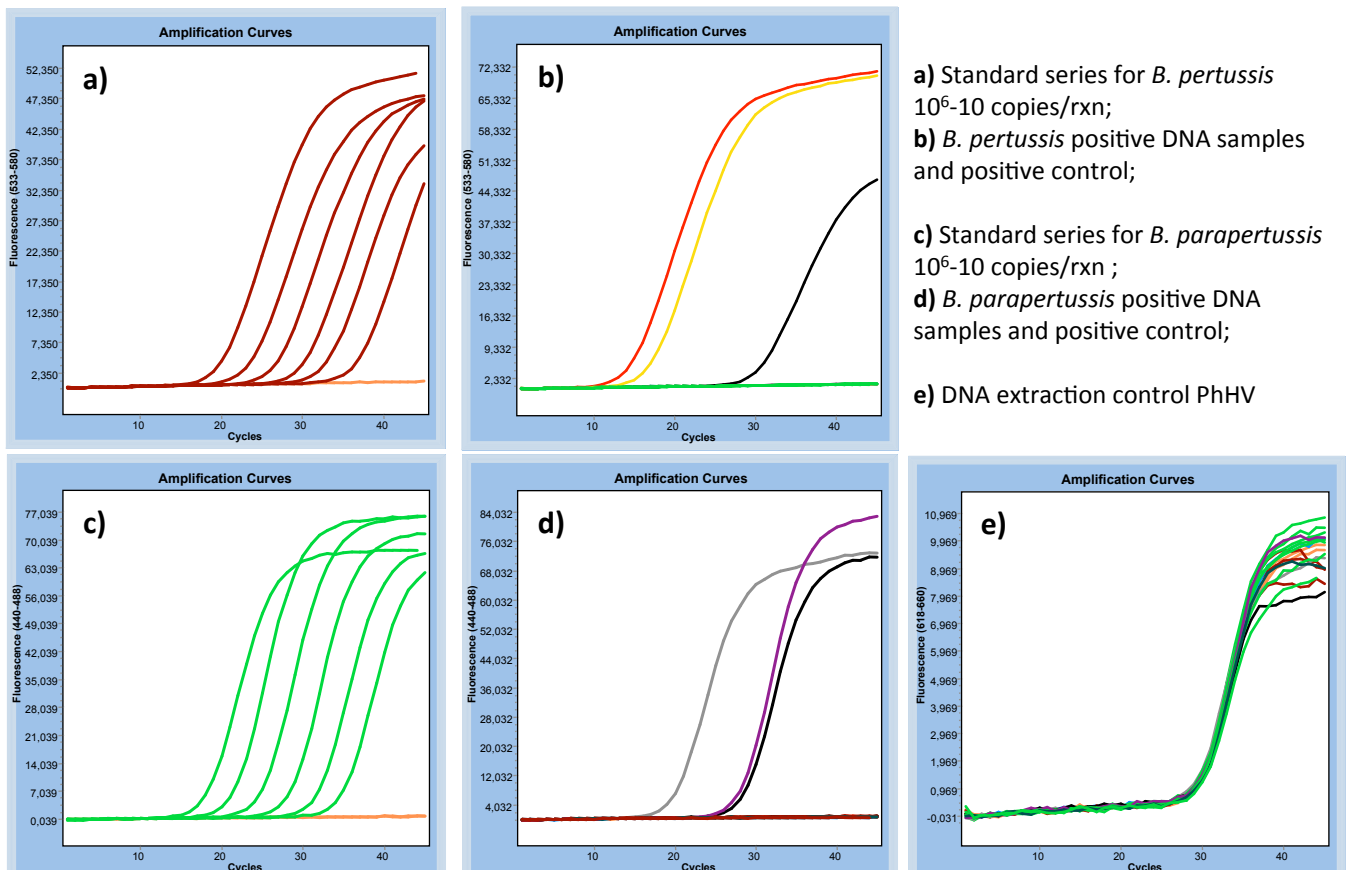 Amplification Curves
a)
52,350
47,350
42,350
37,350
32,350
27,350
22,350
17,350
12,350
7,350
2,350
Fluorescence (533-580)
10
20
30
40
Cycles
Amplification Curves
b)
72,332
65,332
58,332
51,332
44,332
37,332
30,332
23,332
16,332
9,332
2,332
Fluorescence (533-580)
10
20
30
40
Cycles
a) Standard series for B. pertussis
10⁶-10 copies/rxn;
b) B. pertussis positive DNA samples
and positive control;
c) Standard series for B. parapertussis
10⁶-10 copies/rxn ;
d) B. parapertussis positive DNA
samples and positive control;
e) DNA extraction control PhHV
Amplification Curves
c)
77,039
70,039
63,039
56,039
49,039
42,039
35,039
28,039
21,039
14,039
7,039
0,039
Fluorescence (440-488)
10
20
30
40
Cycles
Amplification Curves
d)
84,032
76,032
68,032
60,032
52,032
44,032
36,032
28,032
20,032
12,032
4,032
Fluorescence (440-488)
10
20
30
40
Cycles
Amplification Curves
e)
10,969
9,969
8,969
7,969
6,969
5,969
4,969
3,969
2,969
1,969
0,969
-0,031
Fluorescence (618-660)
10
20
30
40
Cycles